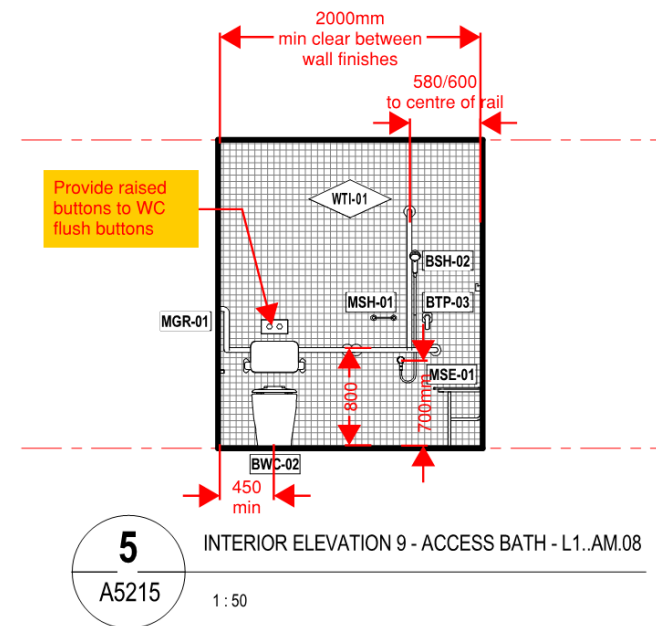 2000mm
min clear between
wall finishes
580/600
to centre of rail
Provide raised
buttons to WC
flush buttons
WTI-01
BSH-02
MSH-01
BTP-03
MGR-01
MSE-01
800
700mm
BWC-02
450
min
5
INTERIOR ELEVATION 9 - ACCESS BATH - L1..AM.08
A5215
1 : 50